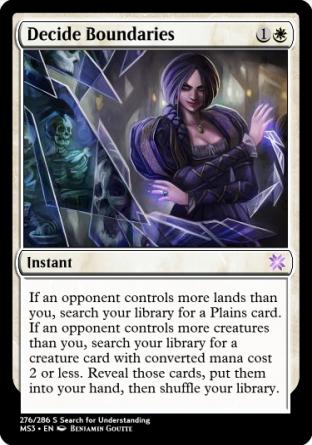 Decide Boundaries 1
Instant
If an opponent controls more lands than
you, search your library for a Plains card.
If an opponent controls more creatures
than you, search your library for a
creature card with converted mana cost
2 or less. Reveal those cards, put them
into your hand, then shuffle your library.
276/286 S Search for Understanding
MS3 • EN Benjamin Goutte